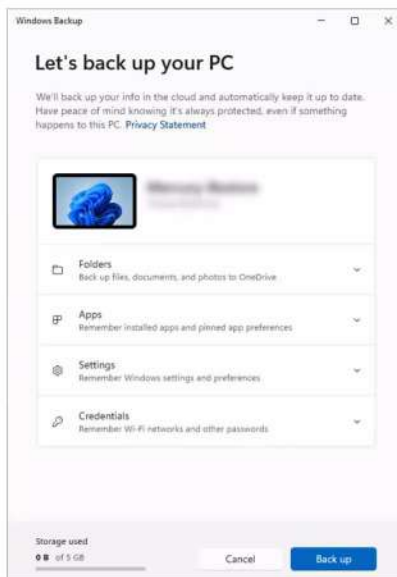 Windows Backup
Let's back up your PC
We'll back up your info in the cloud and automatically keep it up to date.
Have peace of mind knowing it's always protected, even if something
happens to this PC. Privacy Statement
Folders
Back up files, documents, and photos to OneDrive
Apps
Remember installed apps and pinned app preferences
Settings
Remember Windows settings and preferences
Credentials
Remember Wi-Fi networks and other passwords
Storage used
0 B of 5 GB
Cancel
Back up